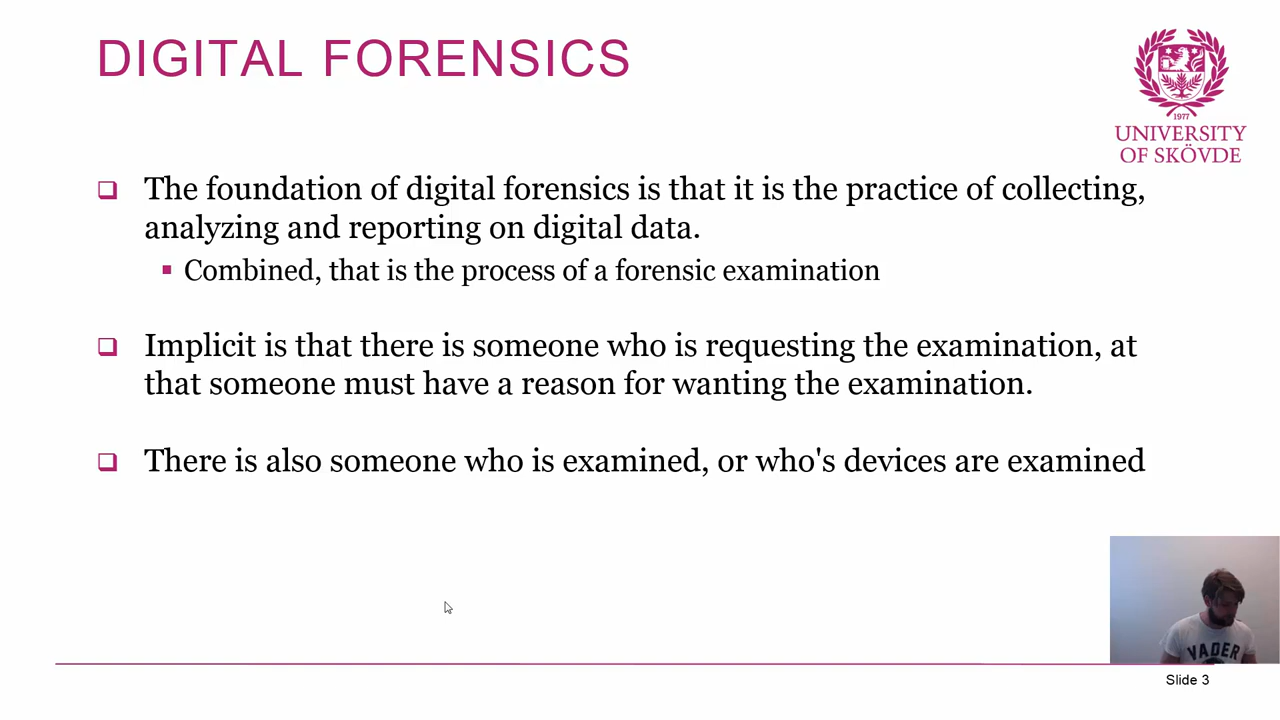 DIGITAL FORENSICS
1977
UNIVERSITY
OF SKÖVDE
The foundation of digital forensics is that it is the practice of collecting,
analyzing and reporting on digital data.
Combined, that is the process of a forensic examination
Implicit is that there is someone who is requesting the examination, at
that someone must have a reason for wanting the examination.
There is also someone who is examined, or who's devices are examined
VADER
Slide 3